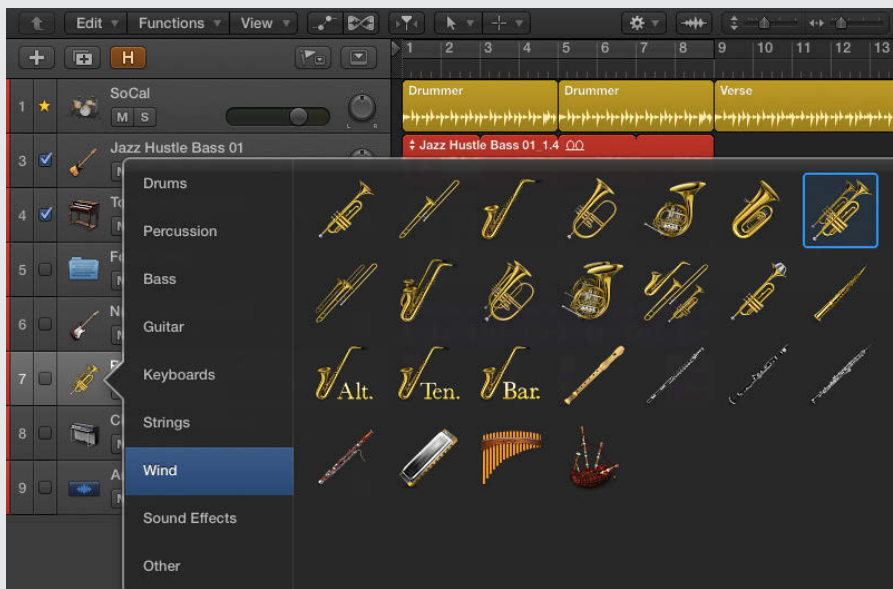 Edit Functions View
H
1 2 3 4 5 6 7 8 9 10 11 12 13
1 SoCal
M S
L R
Drummer Drummer Verse
3 Jazz Hustle Bass 01
Jazz Hustle Bass 01_1.4
4
5
6
7
8
9
Drums
Percussion
Bass
Guitar
Keyboards
Strings
Wind
Sound Effects
Other
Alt. Ten. Bar.